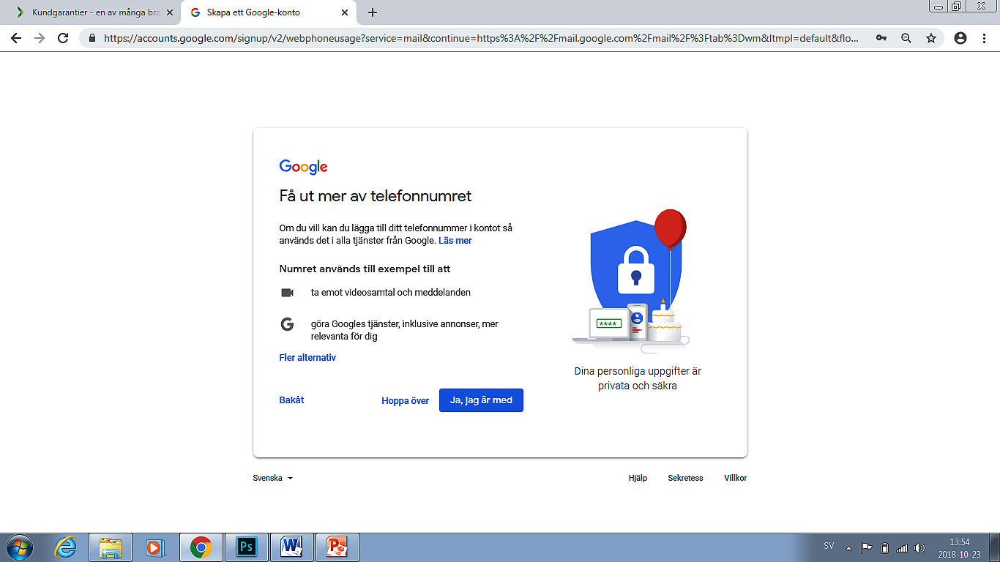 Kundgarantier - en av många bra
Skapa ett Google-konto
https://accounts.google.com/signup/v2/webphoneusage?service=mail&continue=https%3A%2F%2Fmail.google.com%2Fmail%2F%3Ftab%3Dwm&ltmpl=default&flo...
Google
Få ut mer av telefonnumret
Om du vill kan du lägga till ditt telefonnummer i kontot så
används det i alla tjänster från Google. Läs mer
Numret används till exempel till att
ta emot videosamtal och meddelanden
G
göra Googles tjänster, inklusive annonser, mer
relevanta för dig
Fler alternativ
Bakåt
Hoppa över
Ja, jag är med
****
Dina personliga uppgifter är
privata och säkra
Svenska
Hjälp
Sekretess
Villkor
Ps
W
P
SV
13:54
2018-10-23